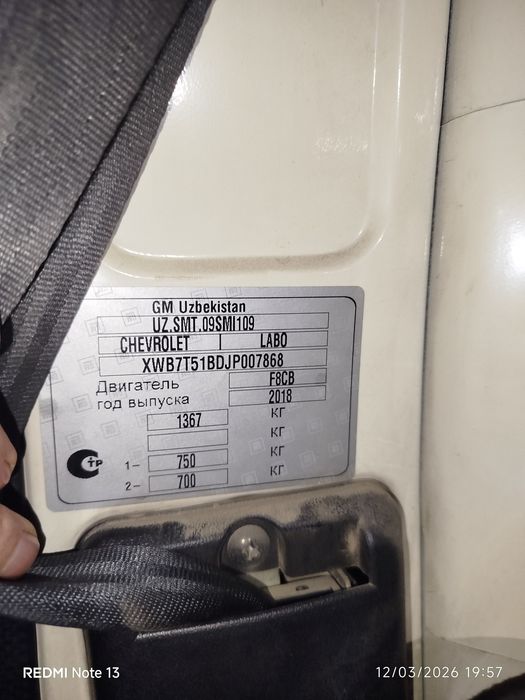 GM Uzbekistan
UZ.SMT.09SMI109
CHEVROLET LABO
XWB7T51BDJP007868
Двигатель F8CB
год выпуска 2018
1367 КГ
КГ
1- 750 КГ
2- 700 КГ
СТР
REDMI Note 13 12/03/2026 19:57